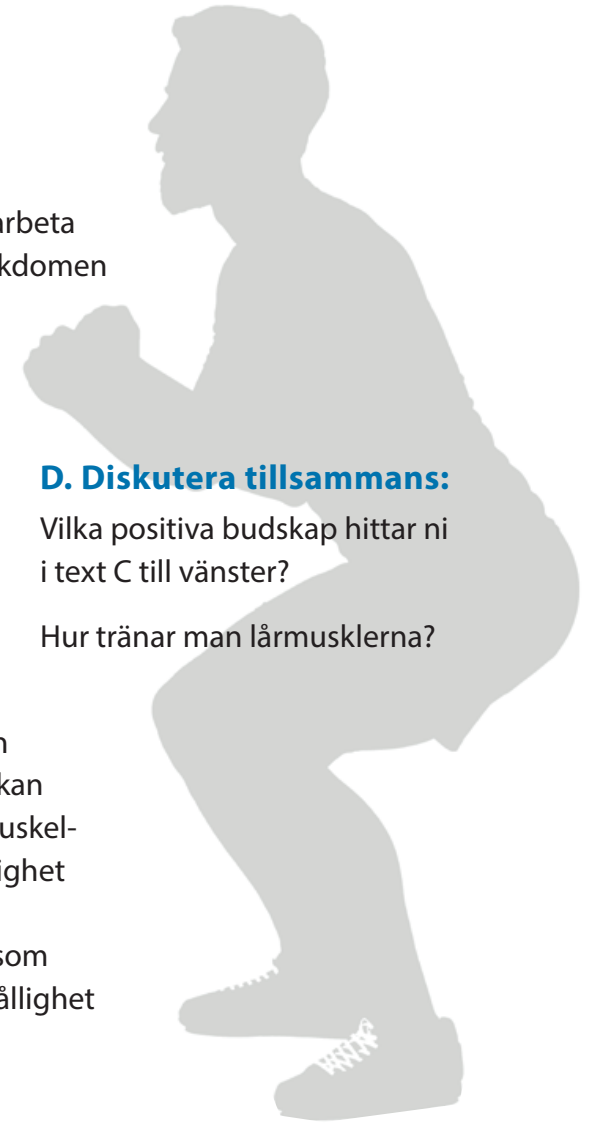 arbeta
kdomen
D. Diskutera tillsammans:
Vilka positiva budskap hittar ni
i text C till vänster?
Hur tränar man lårmusklerna?
n
kan
uskel-
ighet
som
ållighet